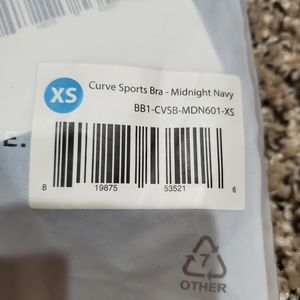 XS
Curve Sports Bra - Midnight Navy
BB1-CVSB-MDN601-XS
E.
8 19875 53521 6
7
OTHER